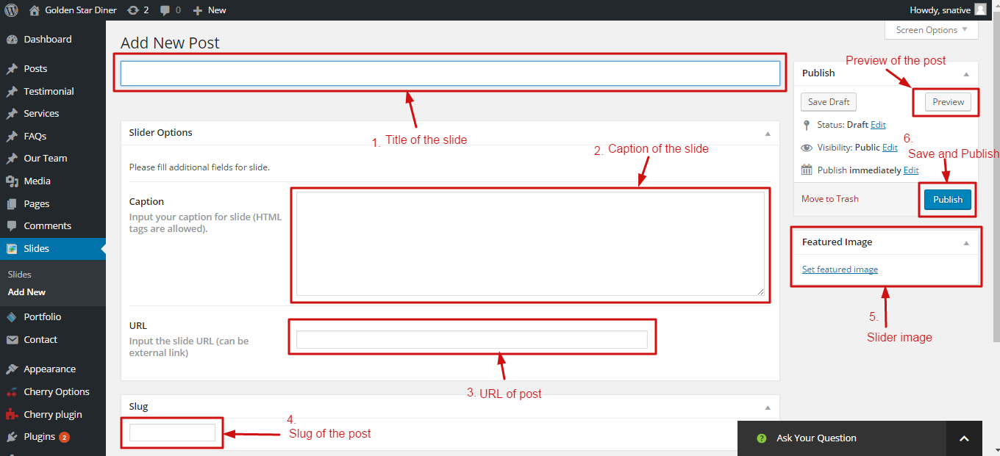 Golden Star Diner 2 0 New
Howdy, snative
Screen Options
Dashboard
Posts
Testimonial
Services
FAQs
Our Team
Media
Pages
Comments
Slides
Slides
Add New
Portfolio
Contact
Appearance
Cherry Options
Cherry plugin
Plugins 2
Add New Post
1. Title of the slide
Slider Options
Please fill additional fields for slide.
2. Caption of the slide
Caption
Input your caption for slide (HTML
tags are allowed).
URL
Input the slide URL (can be
external link)
3. URL of post
Slug
4.
Slug of the post
Preview of the post
Publish
Save Draft
Preview
Status: Draft Edit
6.
Visibility: Public Edit
Save and Publish
Publish immediately Edit
Move to Trash
Publish
Featured Image
Set featured image
5.
Slider image
? Ask Your Question